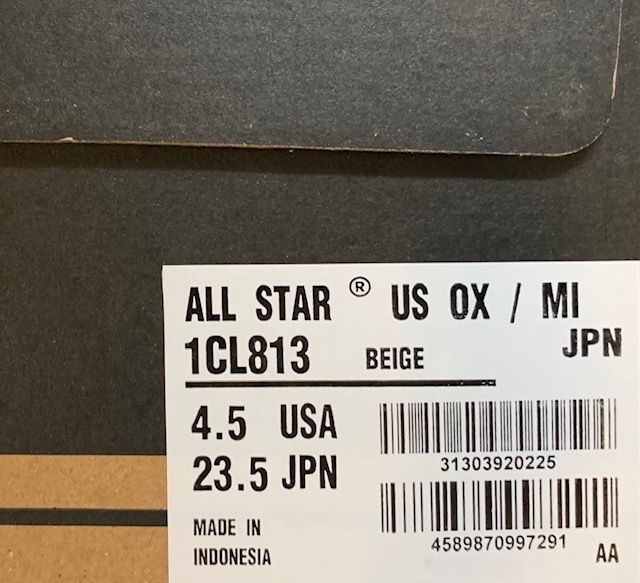 ALL STAR ® US OX / MI
1CL813 BEIGE JPN
4.5 USA
23.5 JPN
31303920225
MADE IN
INDONESIA
4589870997291
AA